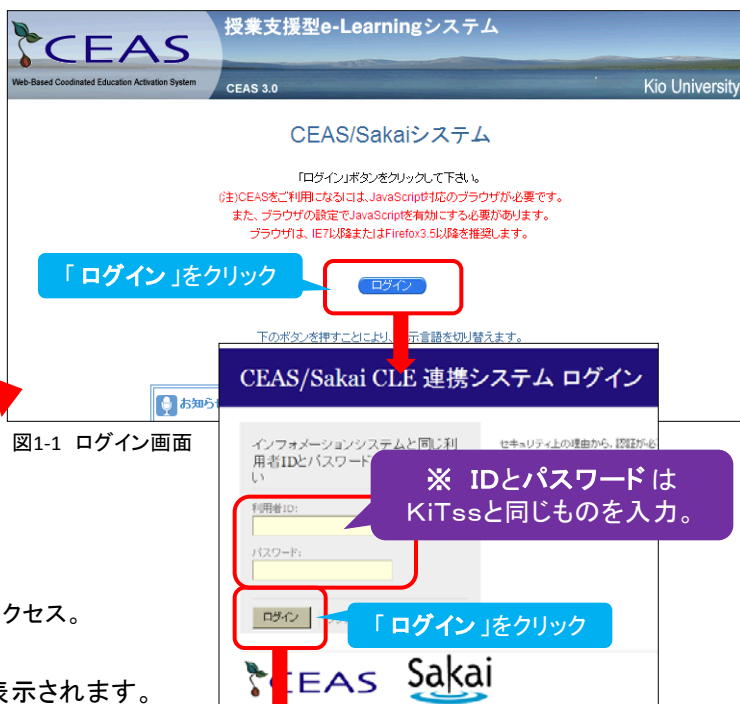 CEAS
Web-Based Coodinated Education Activation System
授業支援型e-Learningシステム
CEAS 3.0
Kio University
CEAS/Sakaiシステム
「ログイン」ボタンをクリックして下さい。
(注)CEASをご利用になるには、JavaScript対応のブラウザが必要です。
また、ブラウザの設定でJavaScriptを有効にする必要があります。
ブラウザは、IE7以降またはFirefox3.5以降を推奨します。
「 ログイン 」をクリック
ログイン
下のボタンを押すことにより、 示言語を切り替えます。
お知ら
図1-1 ログイン画面
CEAS/Sakai CLE 連携システム ログイン
インフォメーションシステムと同じ利
用者IDとパスワード
い
セキュリティ上の理由から、認証が必
※ IDとパスワード は
KiTssと同じものを入力。
利用者ID:
パスワード:
ログイン
「 ログイン 」をクリック
クセス。
表示されます。
CEAS
Sakai